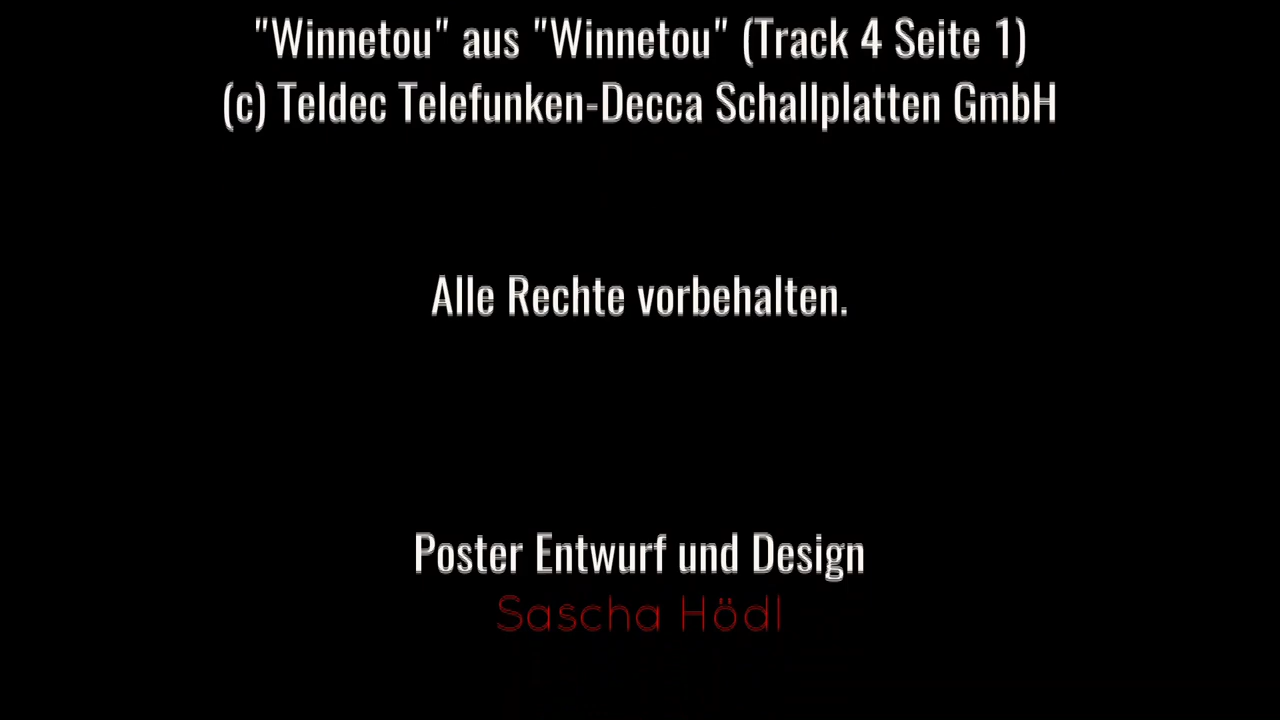 "Winnetou" aus "Winnetou" (Track 4 Seite 1)
(c) Teldec Telefunken-Decca Schallplatten GmbH
Alle Rechte vorbehalten.
Poster Entwurf und Design
Sascha Hödl